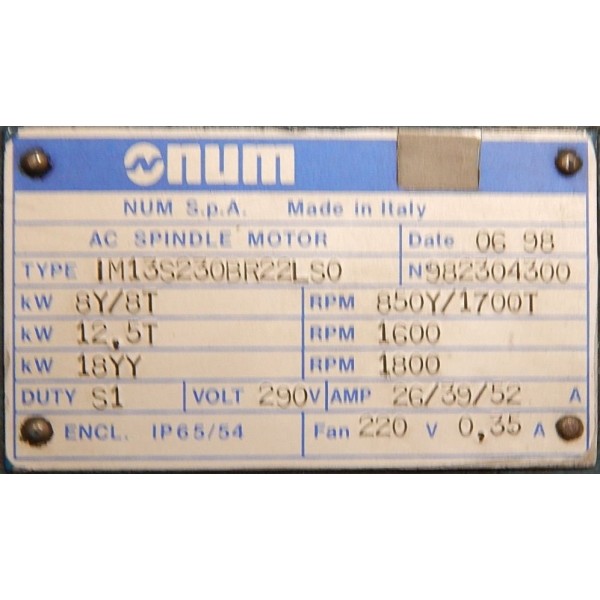 num
NUM S.p.A. Made in Italy
AC SPINDLE MOTOR Date 06 98
TYPE IM13S230BR22LSO N982304300
kW 8Y/8T RPM 850Y/1700T
kW 12,5T RPM 1600
kW 18YY RPM 1800
DUTY S1 VOLT 290V AMP 26/39/52 A
ENCL. IP65/54 Fan 220 V 0,35 A